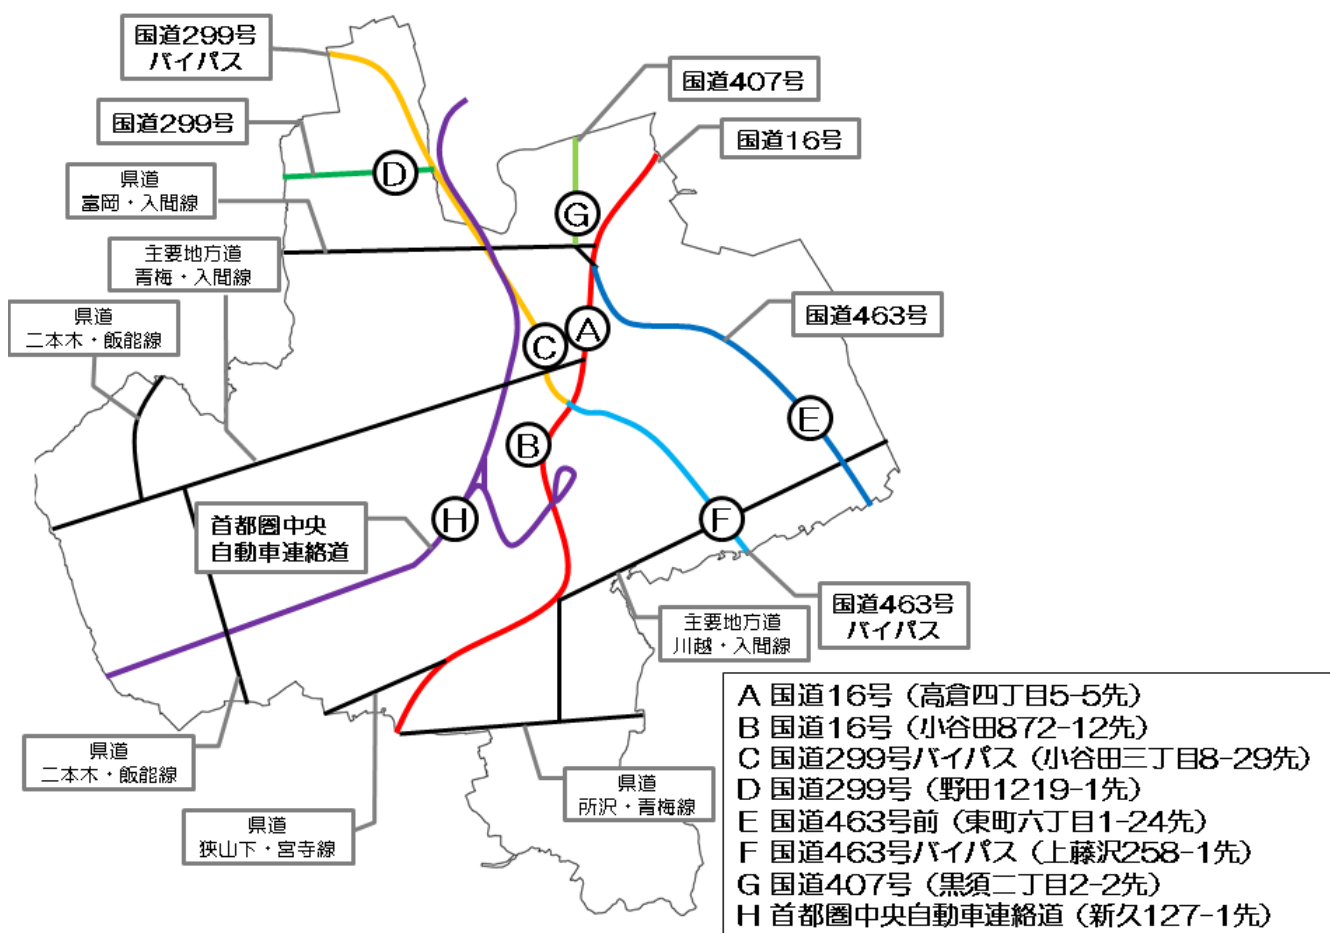 国道299号
バイパス
国道407号
国道299号
国道16号
県道
富岡・入間線
主要地方道
青梅・入間線
県道
二本木・飯能線
国道463号
D
G
A
C
E
B
H
F
首都圏中央
自動車連絡道
国道463号
バイパス
主要地方道
川越・入間線
県道
二本木・飯能線
県道
所沢・青梅線
県道
狭山下・宮寺線
A 国道16号（高倉四丁目5-5先）
B 国道16号（小谷田872-12先）
C 国道299号バイパス（小谷田三丁目8-29先）
D 国道299号（野田1219-1先）
E 国道463号前（東町六丁目1-24先）
F 国道463号バイパス（上藤沢258-1先）
G 国道407号（黒須二丁目2-2先）
H 首都圏中央自動車連絡道（新久127-1先）